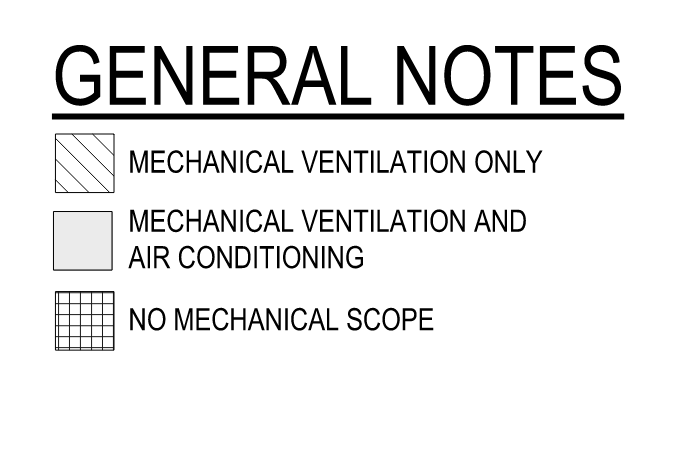 GENERAL NOTES
MECHANICAL VENTILATION ONLY
MECHANICAL VENTILATION AND
AIR CONDITIONING
NO MECHANICAL SCOPE